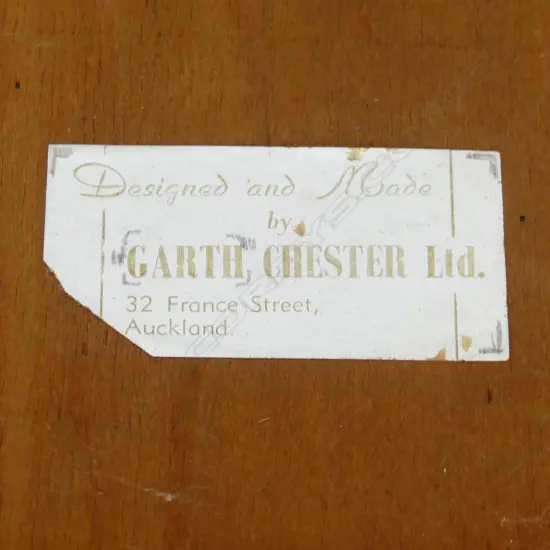 Designed and Made
by
GARTH CHESTER Ltd.
32 France Street,
Auckland.